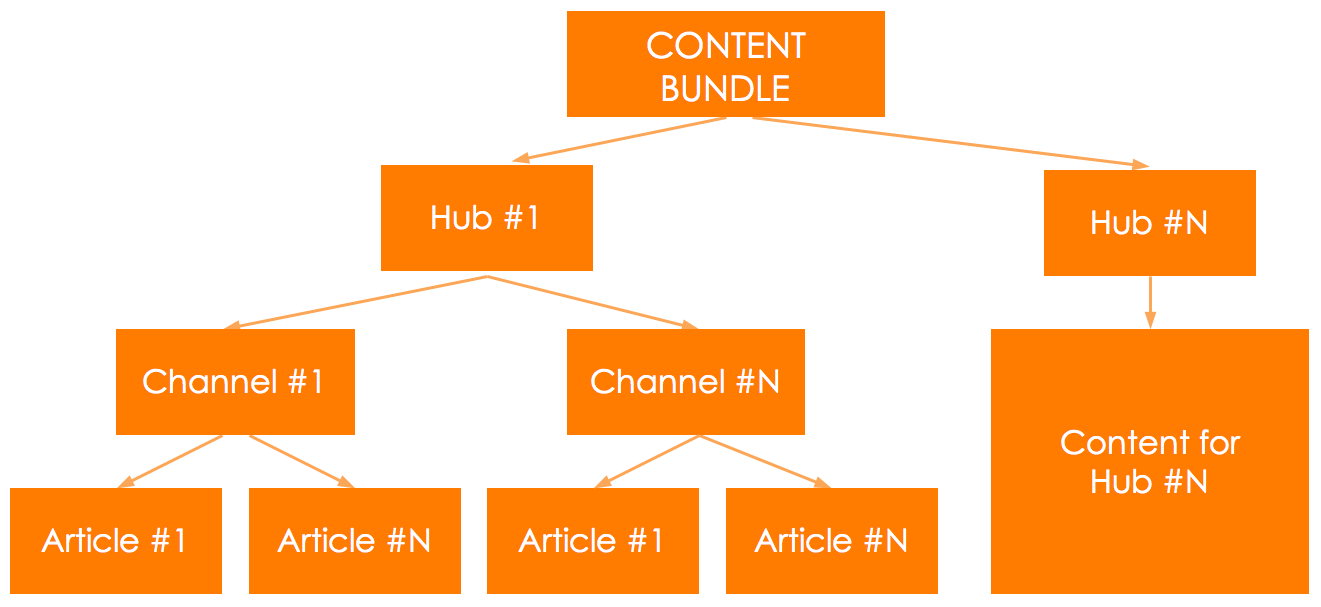 CONTENT
BUNDLE
Hub #1
Hub #N
Channel #1
Channel #N
Content for
Hub #N
Article #1
Article #N
Article #1
Article #N